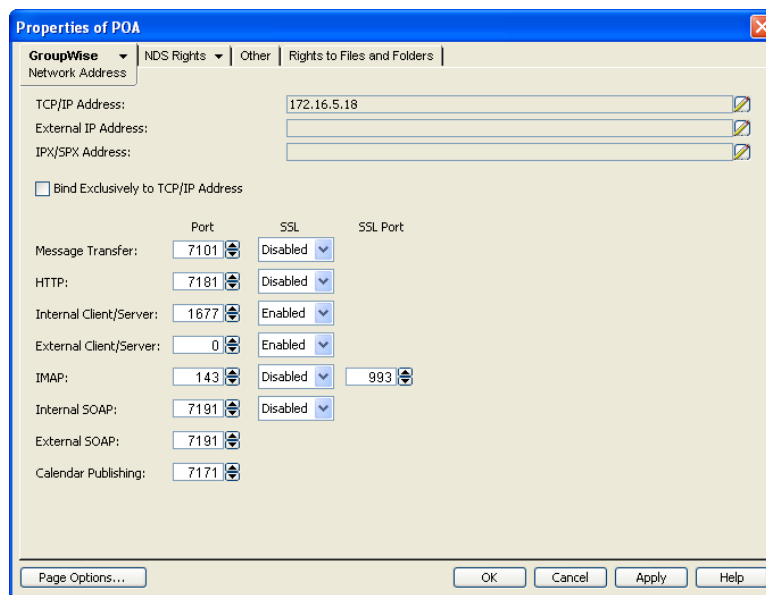 Properties of POA
GroupWise NDS Rights Other Rights to Files and Folders
Network Address
TCP/IP Address: 172.16.5.18
External IP Address:
IPX/SPX Address:
Bind Exclusively to TCP/IP Address
Port SSL SSL Port
Message Transfer: 7101 Disabled
HTTP: 7181 Disabled
Internal Client/Server: 1677 Enabled
External Client/Server: 0 Enabled
IMAP: 143 Disabled 993
Internal SOAP: 7191 Disabled
External SOAP: 7191
Calendar Publishing: 7171
Page Options... OK Cancel Apply Help